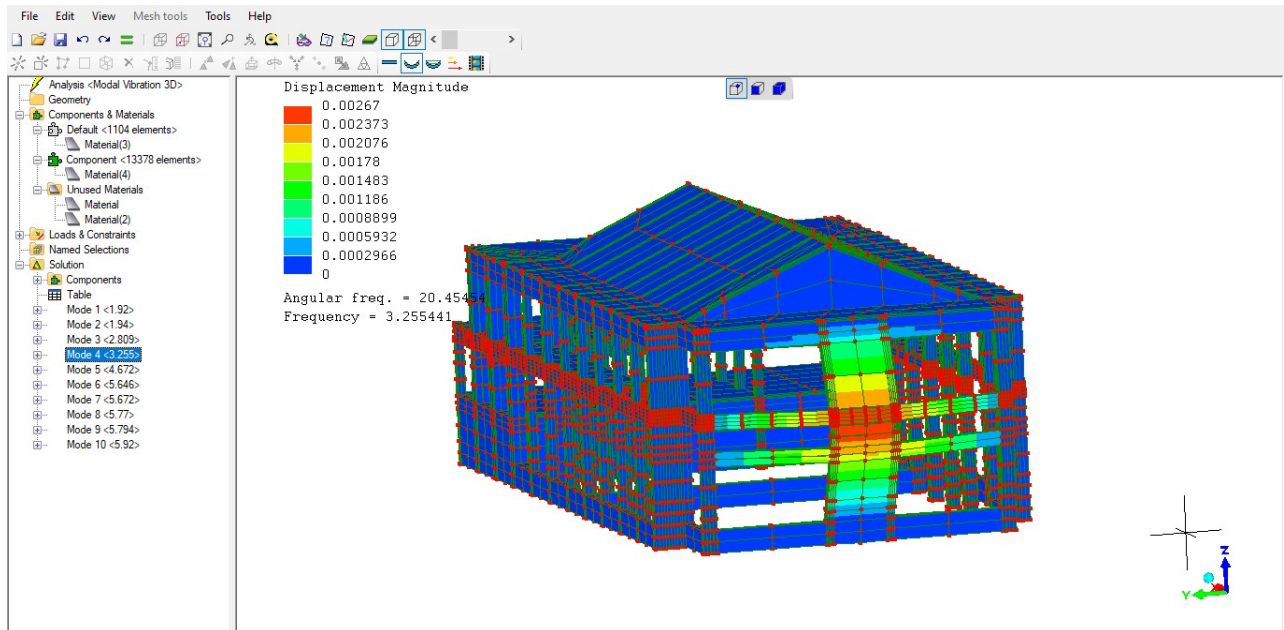 File Edit View Mesh tools Tools Help
Analysis <Modal Vibration 3D>
Geometry
Components & Materials
Default <1104 elements>
Material(3)
Component <13378 elements>
Material(4)
Unused Materials
Material
Material(2)
Loads & Constraints
Named Selections
Solution
Components
Table
Mode 1 <1.92>
Mode 2 <1.94>
Mode 3 <2.809>
Mode 4 <3.255>
Mode 5 <4.672>
Mode 6 <5.646>
Mode 7 <5.672>
Mode 8 <5.77>
Mode 9 <5.794>
Mode 10 <5.92>
Displacement Magnitude
0.00267
0.002373
0.002076
0.00178
0.001483
0.001186
0.0008899
0.0005932
0.0002966
0
Angular freq. = 20.45454
Frequency = 3.255441
Z
Y